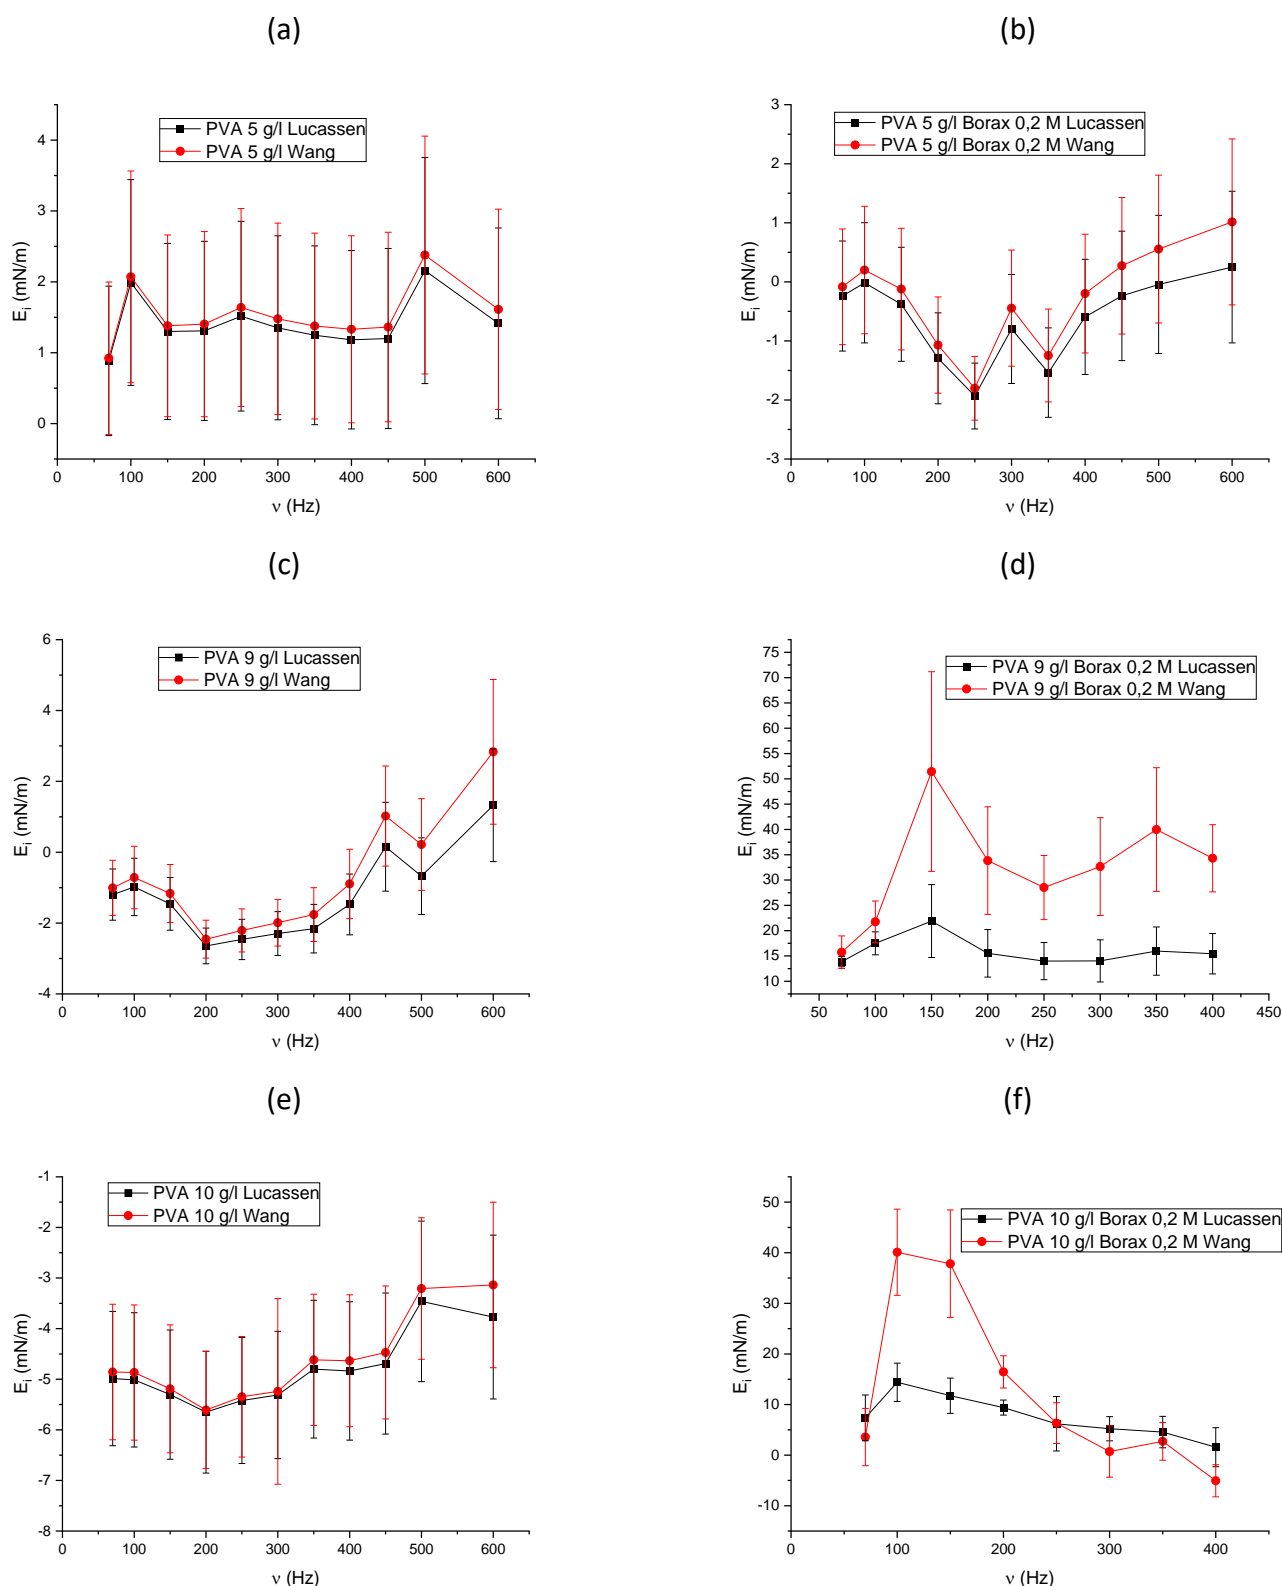 (a)
PVA 5 g/l Lucassen
PVA 5 g/l Wang
4
3
2
1
0
E_i (mN/m)
0 100 200 300 400 500 600
ν (Hz)
(b)
PVA 5 g/l Borax 0,2 M Lucassen
PVA 5 g/l Borax 0,2 M Wang
3
2
1
0
-1
-2
-3
E_i (mN/m)
0 100 200 300 400 500 600
ν (Hz)
(c)
PVA 9 g/l Lucassen
PVA 9 g/l Wang
6
4
2
0
-2
-4
E_i (mN/m)
0 100 200 300 400 500 600
ν (Hz)
(d)
PVA 9 g/l Borax 0,2 M Lucassen
PVA 9 g/l Borax 0,2 M Wang
75
70
65
60
55
50
45
40
35
30
25
20
15
10
E_i (mN/m)
50 100 150 200 250 300 350 400 450
ν (Hz)
(e)
PVA 10 g/l Lucassen
PVA 10 g/l Wang
-1
-2
-3
-4
-5
-6
-7
-8
E_i (mN/m)
0 100 200 300 400 500 600
ν (Hz)
(f)
PVA 10 g/l Borax 0,2 M Lucassen
PVA 10 g/l Borax 0,2 M Wang
50
40
30
20
10
0
-10
E_i (mN/m)
0 100 200 300 400
ν (Hz)